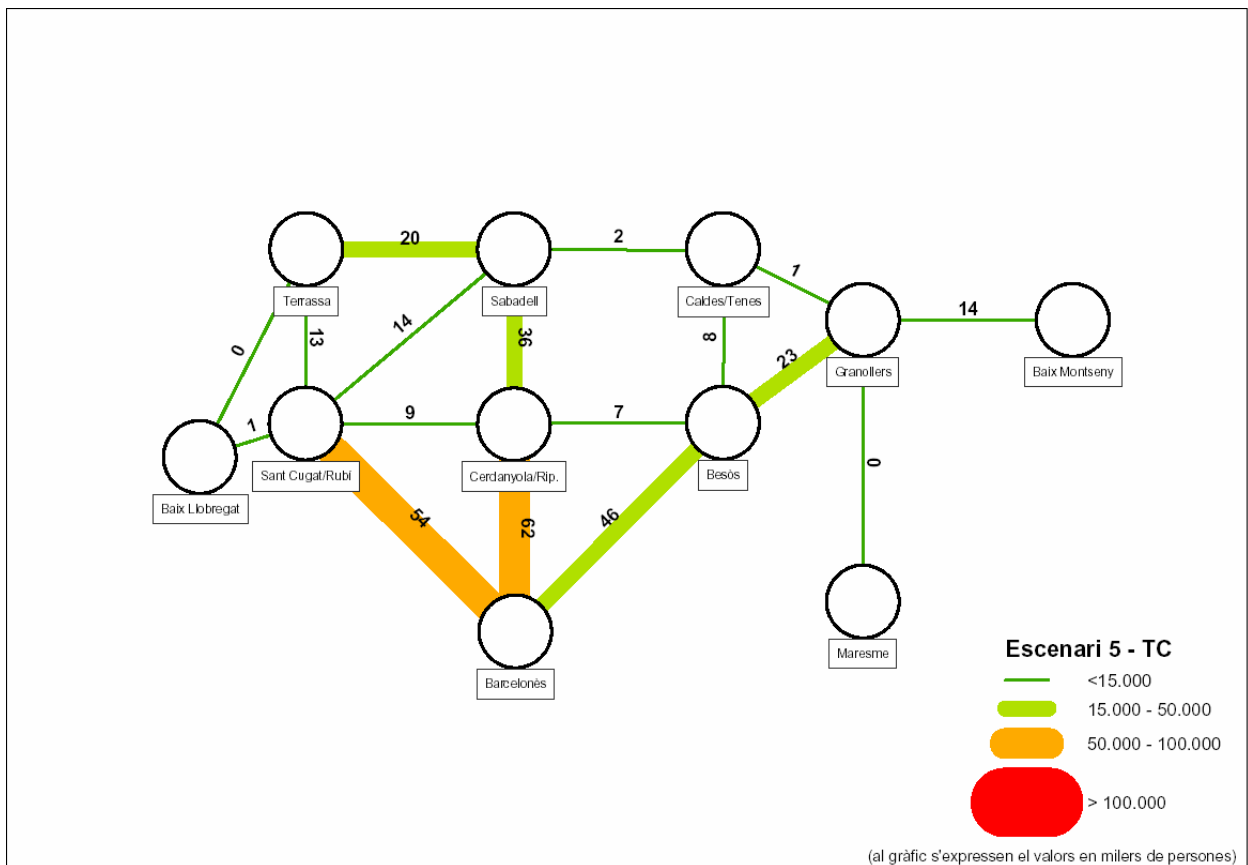 20
2
Terrassa
Sabadell
Caldes/Tenes
1
0
13
14
36
8
14
23
Granollers
Baix Montseny
1
9
7
Baix Llobregat
Sant Cugat/Rubí
Cerdanyola/Rip.
Besòs
0
54
62
46
Barcelonès
Maresme
Escenari 5 - TC
<15.000
15.000 - 50.000
50.000 - 100.000
> 100.000
(al gràfic s'expressen el valors en milers de persones)